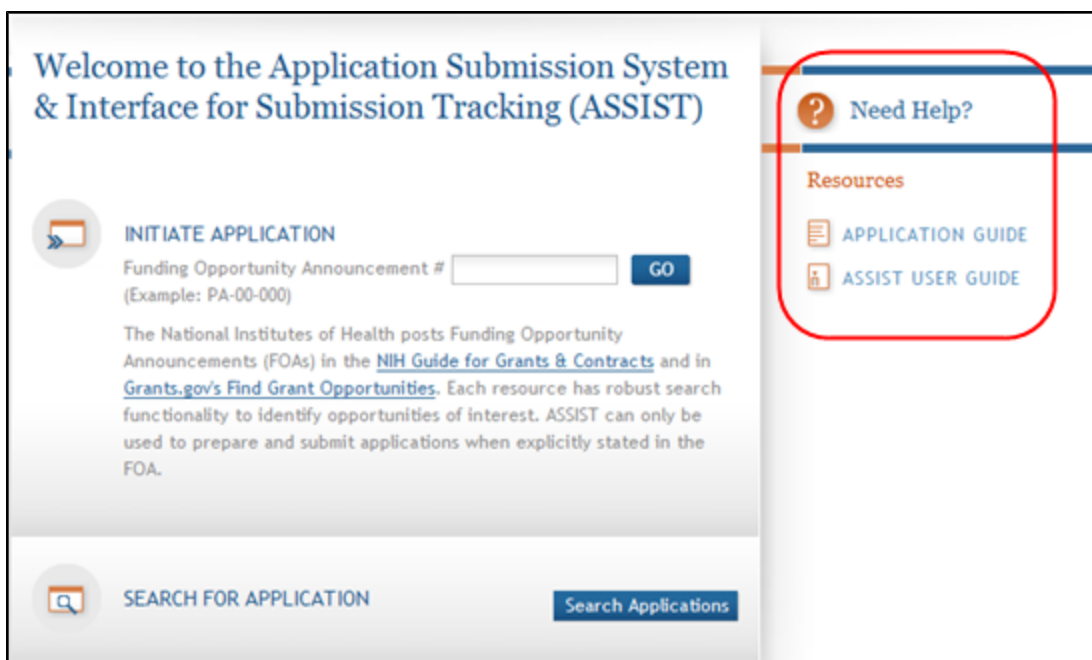 Welcome to the Application Submission System
& Interface for Submission Tracking (ASSIST)
INITIATE APPLICATION
Funding Opportunity Announcement #
GO
(Example: PA-00-000)
The National Institutes of Health posts Funding Opportunity
Announcements (FOAs) in the NIH Guide for Grants & Contracts and in
Grants.gov's Find Grant Opportunities. Each resource has robust search
functionality to identify opportunities of interest. ASSIST can only be
used to prepare and submit applications when explicitly stated in the
FOA.
SEARCH FOR APPLICATION
Search Applications
? Need Help?
Resources
APPLICATION GUIDE
ASSIST USER GUIDE